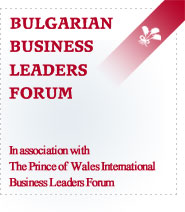 BULGARIAN
BUSINESS
LEADERS
FORUM
In association with
The Prince of Wales International
Business Leaders Forum